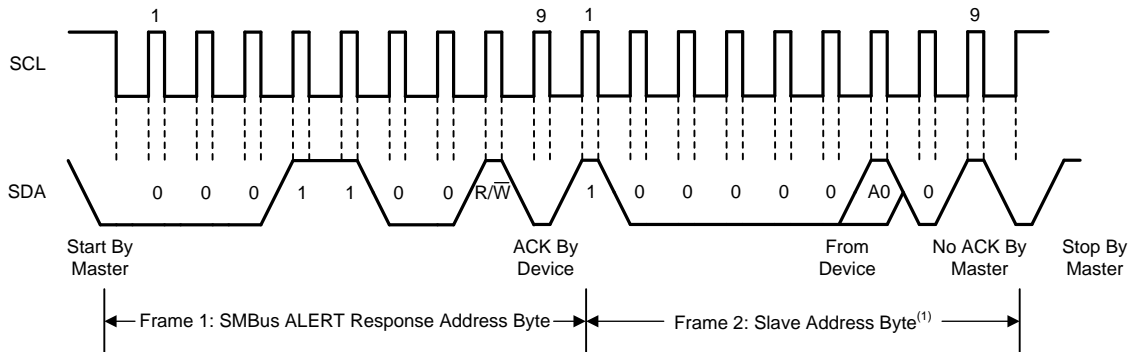 1 9 1 9
SCL
SDA 0 0 0 1 1 0 0 R/W̅ 1 0 0 0 0 0 A0 0
Start By
Master
ACK By
Device
From
Device
No ACK By
Master
Stop By
Master
Frame 1: SMBus ALERT Response Address Byte
Frame 2: Slave Address Byte(1)